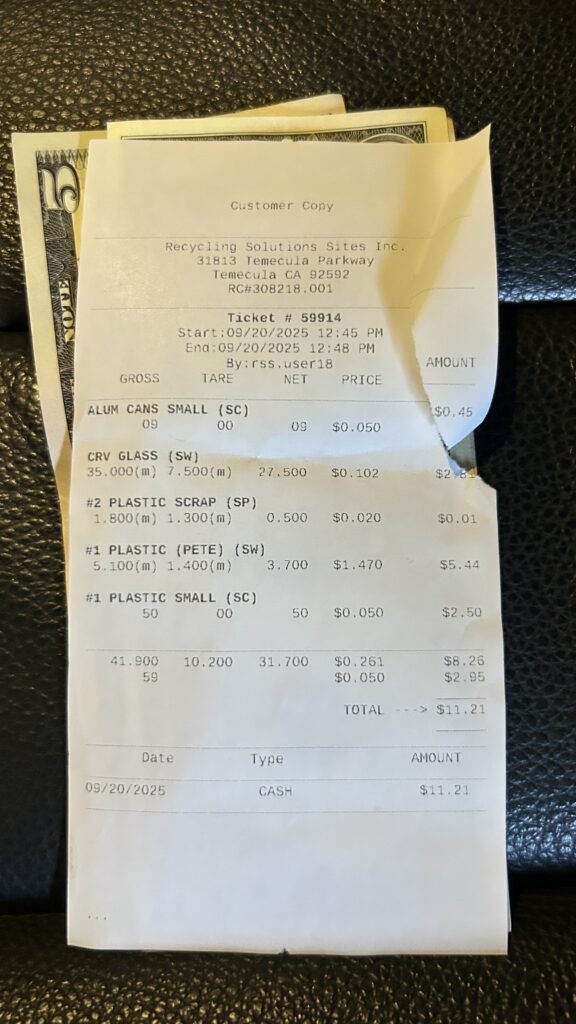 5
NOTE
Customer Copy
Recycling Solutions Sites Inc.
31813 Temecula Parkway
Temecula CA 92592
RC#308218.001
Ticket # 59914
Start:09/20/2025 12:45 PM
End:09/20/2025 12:48 PM
By:rss.user18
GROSS TARE NET PRICE AMOUNT
ALUM CANS SMALL (SC)
09 00 09 $0.050 $0.45
CRV GLASS (SW)
35.000(m) 7.500(m) 27.500 $0.102 $2.81
#2 PLASTIC SCRAP (SP)
1.800(m) 1.300(m) 0.500 $0.020 $0.01
#1 PLASTIC (PETE) (SW)
5.100(m) 1.400(m) 3.700 $1.470 $5.44
#1 PLASTIC SMALL (SC)
50 00 50 $0.050 $2.50
41.900 10.200 31.700 $0.261 $8.26
59 $0.050 $2.95
TOTAL ---> $11.21
Date Type AMOUNT
09/20/2025 CASH $11.21
...